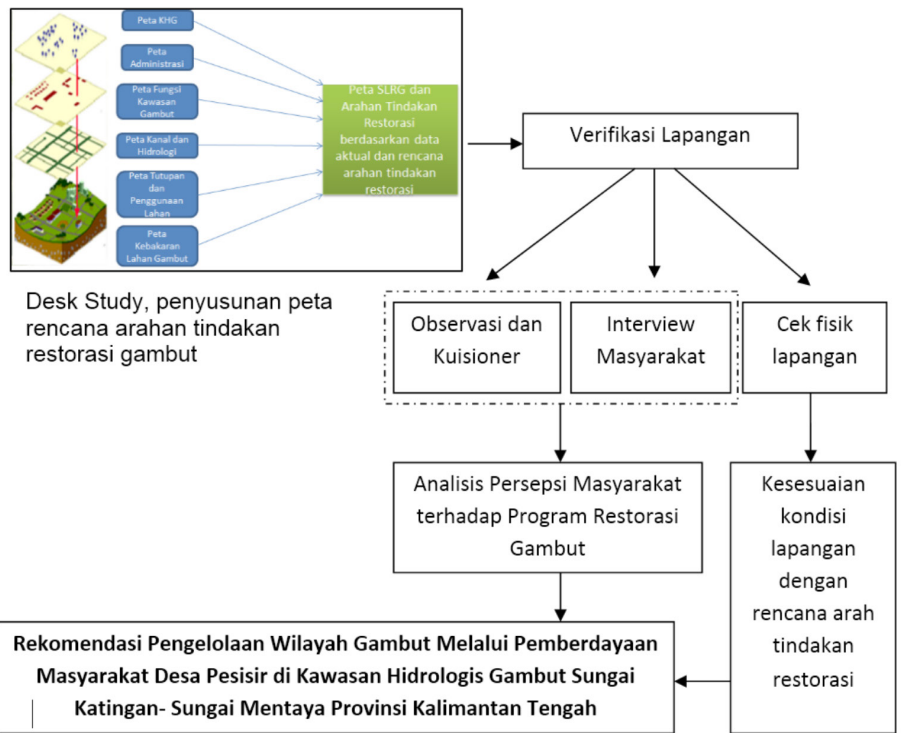 Peta KHG
Peta
Administrasi
Peta Fungsi
Kawasan
Gambut
Peta Kanal dan
Hidrologi
Peta Tutupan
dan
Penggunaan
Lahan
Peta
Kebakaran
Lahan Gambut
Peta SLRG dan
Arahan Tindakan
Restorasi
berdasarkan data
aktual dan rencana
arahan tindakan
restorasi
Desk Study, penyusunan peta
rencana arahan tindakan
restorasi gambut
Verifikasi Lapangan
Observasi dan
Kuisioner
Interview
Masyarakat
Cek fisik
lapangan
Analisis Persepsi Masyarakat
terhadap Program Restorasi
Gambut
Kesesuaian
kondisi
lapangan
dengan
rencana arah
tindakan
restorasi
Rekomendasi Pengelolaan Wilayah Gambut Melalui Pemberdayaan
Masyarakat Desa Pesisir di Kawasan Hidrologis Gambut Sungai
Katingan- Sungai Mentaya Provinsi Kalimantan Tengah